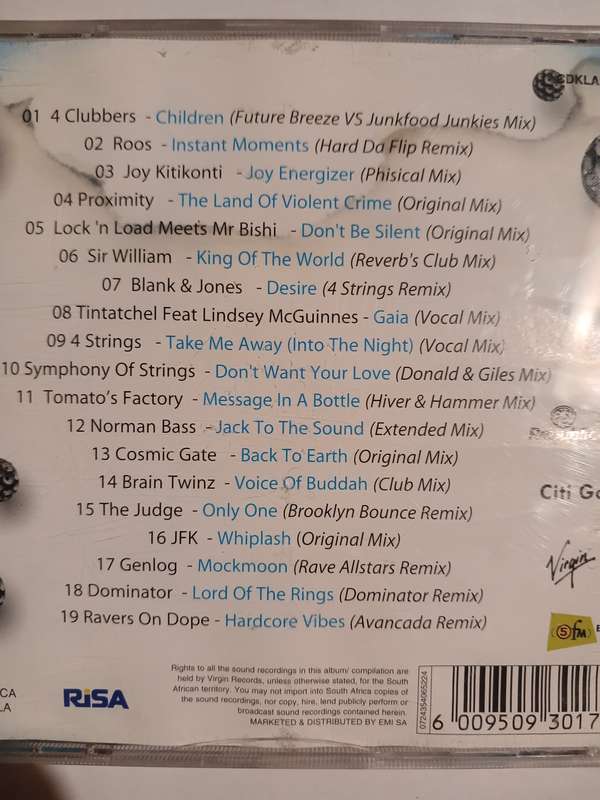 CDKLA
01 4 Clubbers - Children (Future Breeze VS Junkfood Junkies Mix)
02 Roos - Instant Moments (Hard Da Flip Remix)
03 Joy Kitikonti - Joy Energizer (Phisical Mix)
04 Proximity - The Land Of Violent Crime (Original Mix)
05 Lock 'n Load Meets Mr Bishi - Don't Be Silent (Original Mix)
06 Sir William - King Of The World (Reverb's Club Mix)
07 Blank & Jones - Desire (4 Strings Remix)
08 Tintatchel Feat Lindsey McGuinnes - Gaia (Vocal Mix)
09 4 Strings - Take Me Away (Into The Night) (Vocal Mix)
10 Symphony Of Strings - Don't Want Your Love (Donald & Giles Mix)
11 Tomato's Factory - Message In A Bottle (Hiver & Hammer Mix)
12 Norman Bass - Jack To The Sound (Extended Mix)
13 Cosmic Gate - Back To Earth (Original Mix)
14 Brain Twinz - Voice Of Buddah (Club Mix)
15 The Judge - Only One (Brooklyn Bounce Remix)
16 JFK - Whiplash (Original Mix)
17 Genlog - Mockmoon (Rave Allstars Remix)
18 Dominator - Lord Of The Rings (Dominator Remix)
19 Ravers On Dope - Hardcore Vibes (Avancada Remix)
Citi Go
Virgin
5fm
CA
LA
RiSA
Rights to all the sound recordings in this album/ compilation are
held by Virgin Records, unless otherwise stated, for the South
African territory. You may not import into South Africa copies of
the sound recordings, nor copy, hire, lend publicly perform or
broadcast sound recordings contained herein.
MARKETED & DISTRIBUTED BY EMI SA
0724354065224
6 009509 3017